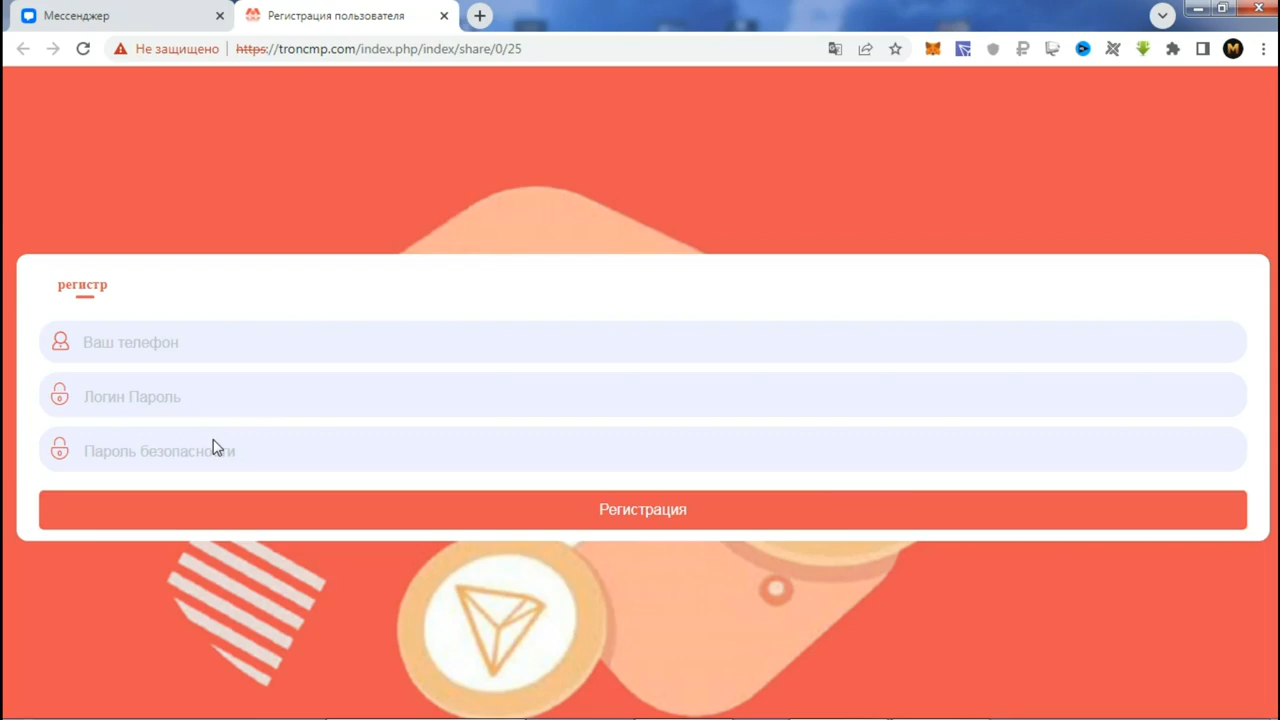 Мессенджер
Регистрация пользователя
Не защищено
https://troncmp.com/index.php/index/share/0/25
регистр
Ваш телефон
Логин Пароль
Пароль безопасности
Регистрация